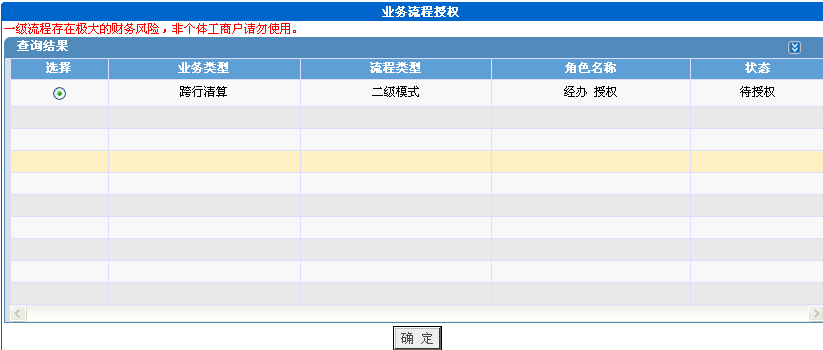 业务流程授权
一级流程存在极大的财务风险，非个体工商户请勿使用。
查询结果
选择 业务类型 流程类型 角色名称 状态
跨行清算 二级模式 经办 授权 待授权
确 定